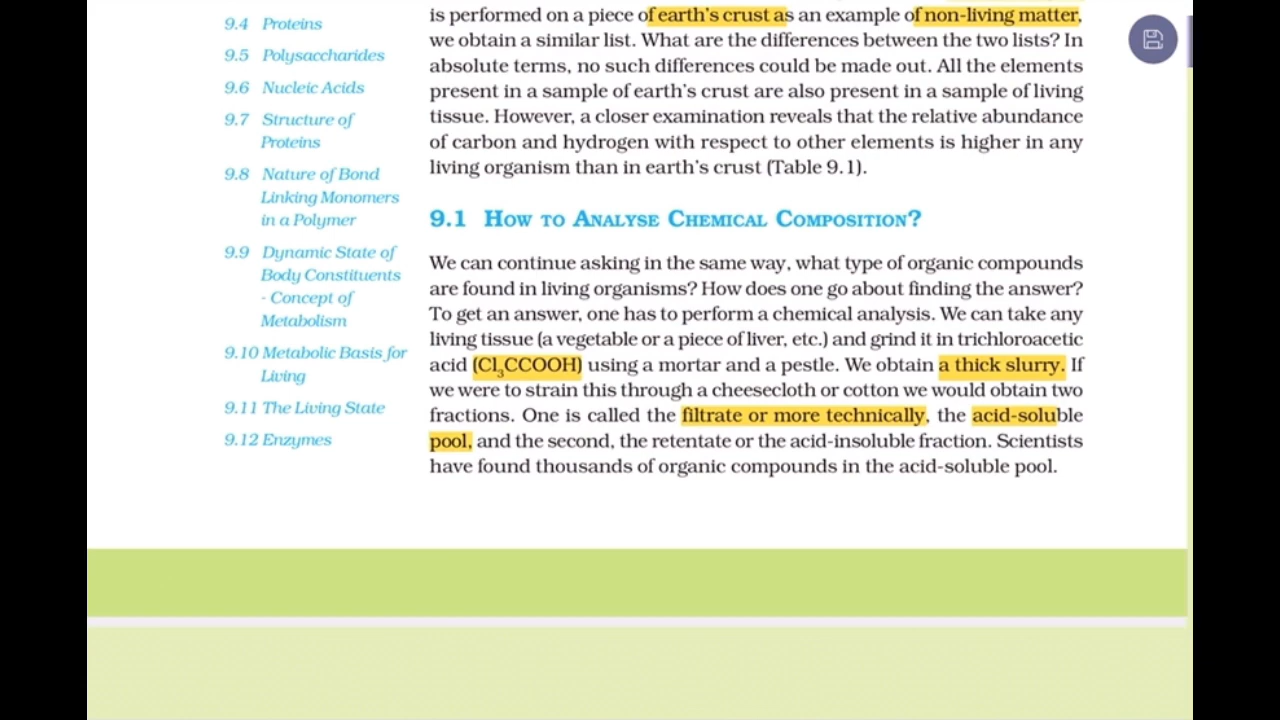 9.4 Proteins
9.5 Polysaccharides
9.6 Nucleic Acids
9.7 Structure of
Proteins
9.8 Nature of Bond
Linking Monomers
in a Polymer
9.9 Dynamic State of
Body Constituents
- Concept of
Metabolism
9.10 Metabolic Basis for
Living
9.11 The Living State
9.12 Enzymes
is performed on a piece of earth's crust as an example of non-living matter,
we obtain a similar list. What are the differences between the two lists? In
absolute terms, no such differences could be made out. All the elements
present in a sample of earth's crust are also present in a sample of living
tissue. However, a closer examination reveals that the relative abundance
of carbon and hydrogen with respect to other elements is higher in any
living organism than in earth's crust (Table 9.1).
9.1 How to Analyse Chemical Composition?
We can continue asking in the same way, what type of organic compounds
are found in living organisms? How does one go about finding the answer?
To get an answer, one has to perform a chemical analysis. We can take any
living tissue (a vegetable or a piece of liver, etc.) and grind it in trichloroacetic
acid (Cl₃CCOOH) using a mortar and a pestle. We obtain a thick slurry. If
we were to strain this through a cheesecloth or cotton we would obtain two
fractions. One is called the filtrate or more technically, the acid-soluble
pool, and the second, the retentate or the acid-insoluble fraction. Scientists
have found thousands of organic compounds in the acid-soluble pool.